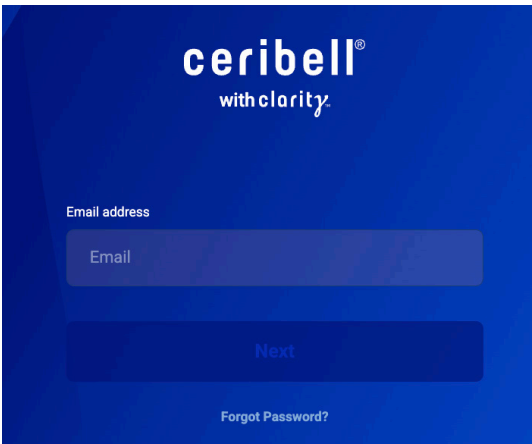 ceribell®
with clarity™
Email address
Email
Next
Forgot Password?